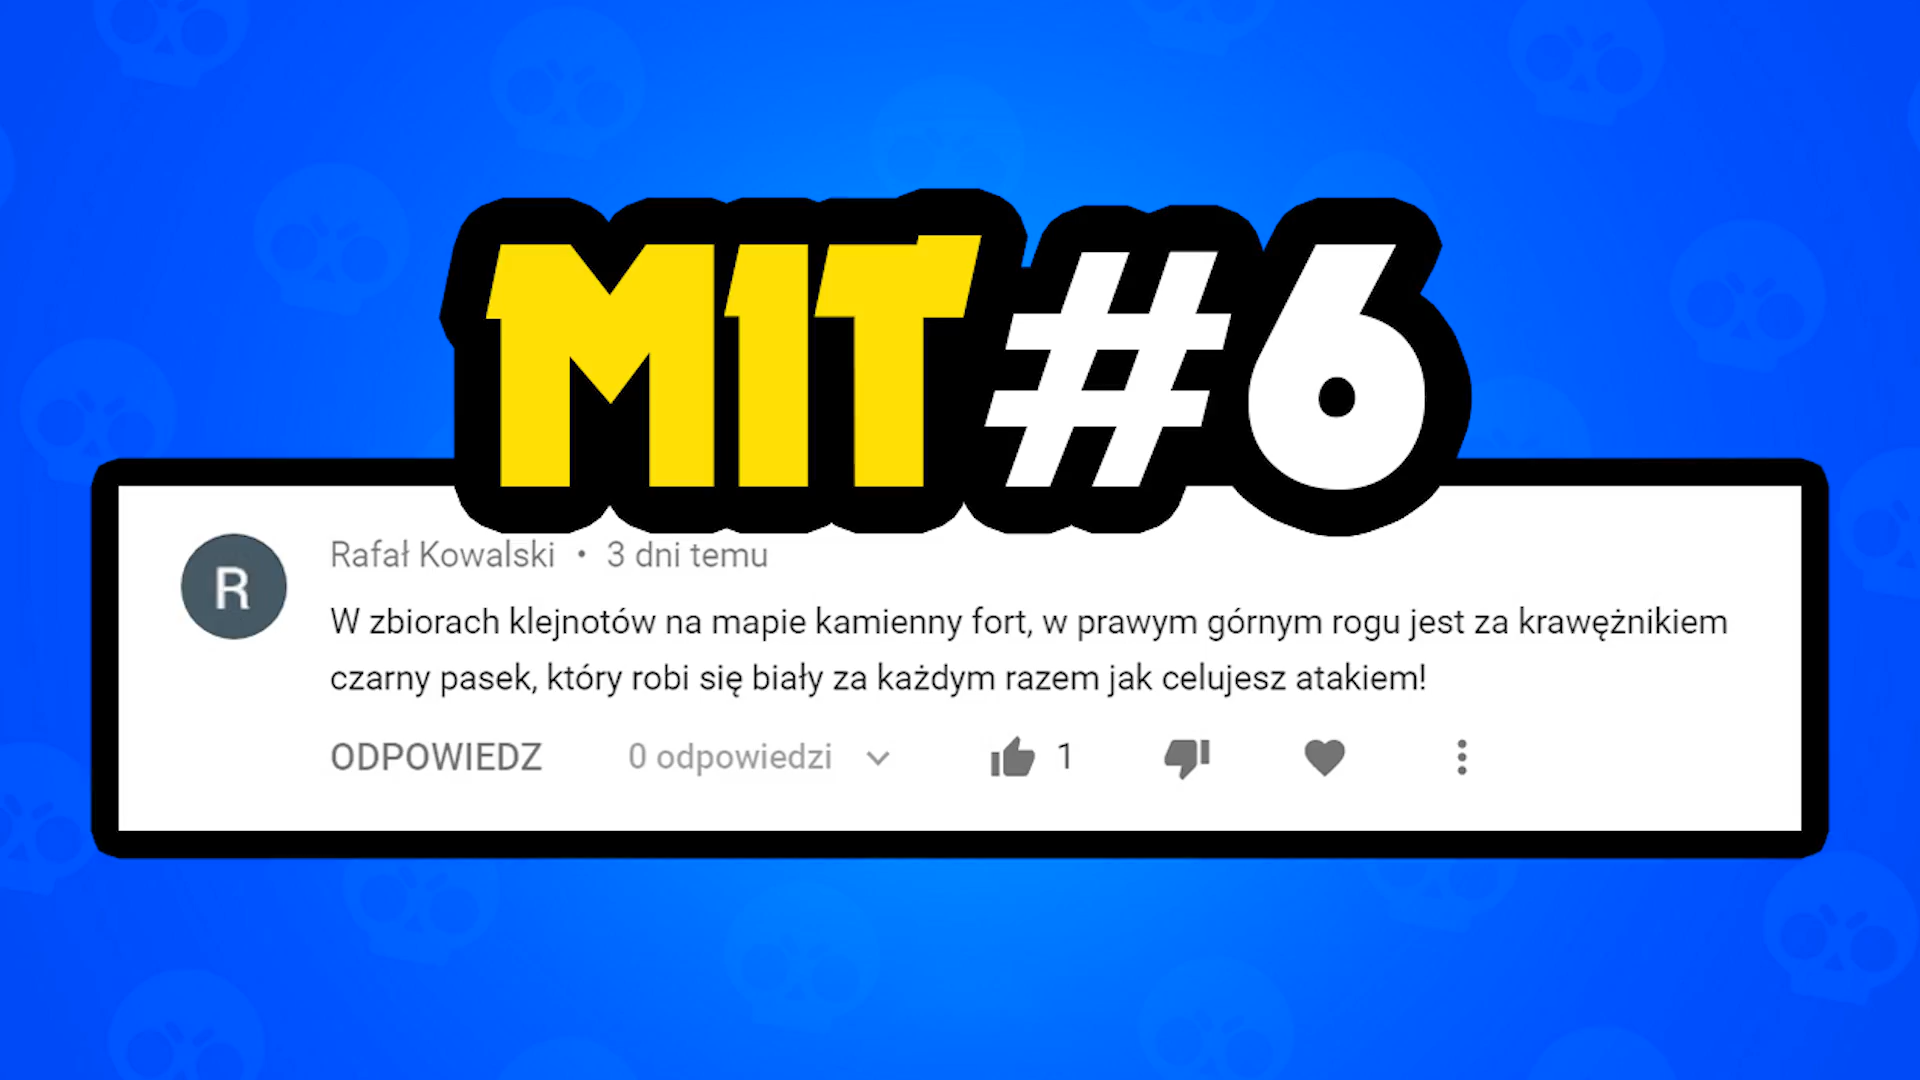 MIT#6
Rafał Kowalski • 3 dni temu
W zbiorach klejnotów na mapie kamienny fort, w prawym górnym rogu jest za krawężnikiem
czarny pasek, który robi się biały za każdym razem jak celujesz atakiem!
ODPOWIEDZ 0 odpowiedzi 1
R